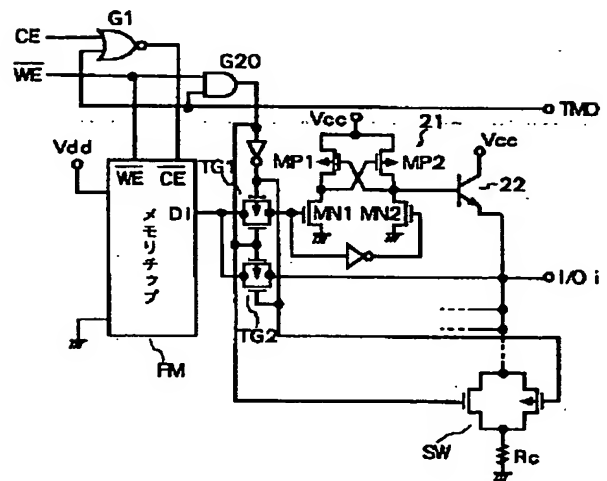 G1
CE
G20
WE
TMD
Vcc
21
Vcc
Vdd
MP1
MP2
TG1
22
WE
CE
メモリチップ
Di
MN1
MN2
I/O i
TG2
FM
SW
Rc